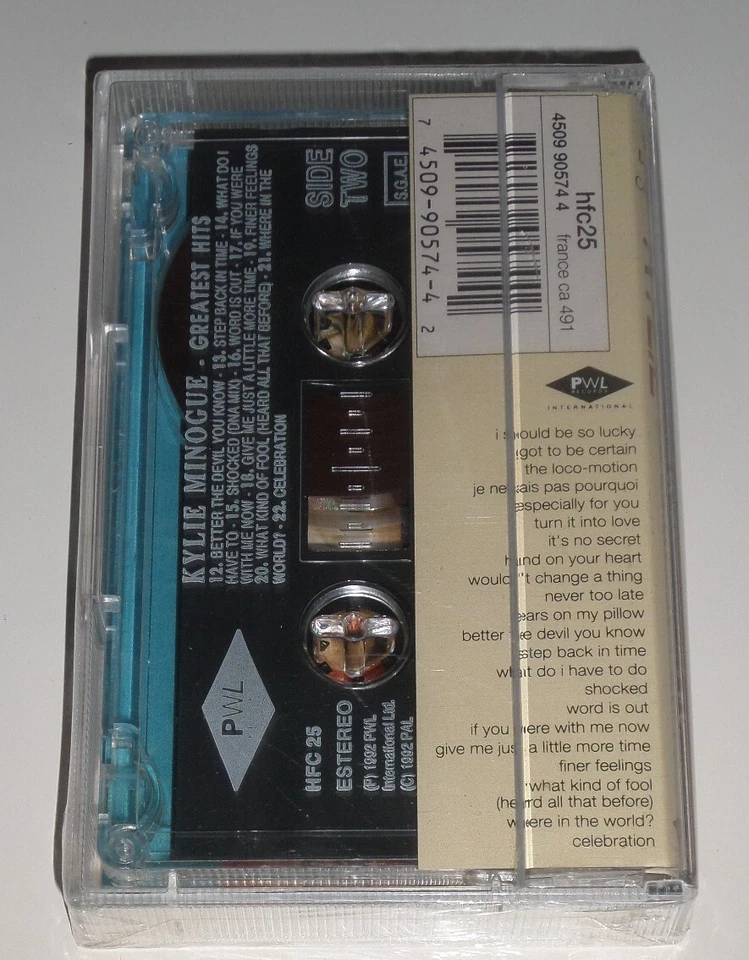 hfc25
4509 90574 4 france ca 491
7 4509-90574-4 2
PWL
RECORDS
INTERNATIONAL
i should be so lucky
got to be certain
the loco-motion
je ne sais pas pourquoi
especially for you
turn it into love
it's no secret
hand on your heart
wouldn't change a thing
never too late
tears on my pillow
better the devil you know
step back in time
what do i have to do
shocked
word is out
if you were with me now
give me just a little more time
finer feelings
what kind of fool
(heard all that before)
where in the world?
celebration
KYLIE MINOGUE - GREATEST HITS
12. BETTER THE DEVIL YOU KNOW · 13. STEP BACK IN TIME · 14. WHAT DO I
HAVE TO · 15. SHOCKED (DNA MIX) · 16. WORD IS OUT · 17. IF YOU WERE
WITH ME NOW · 18. GIVE ME JUST A LITTLE MORE TIME · 19. FINER FEELINGS
20. WHAT KIND OF FOOL (HEARD ALL THAT BEFORE) · 21. WHERE IN THE
WORLD? · 22. CELEBRATION
SIDE
TWO
S.G.A.E.
PWL
HFC 25
ESTEREO
(P) 1992 PWL
International Ltd.
(C) 1992 PAL